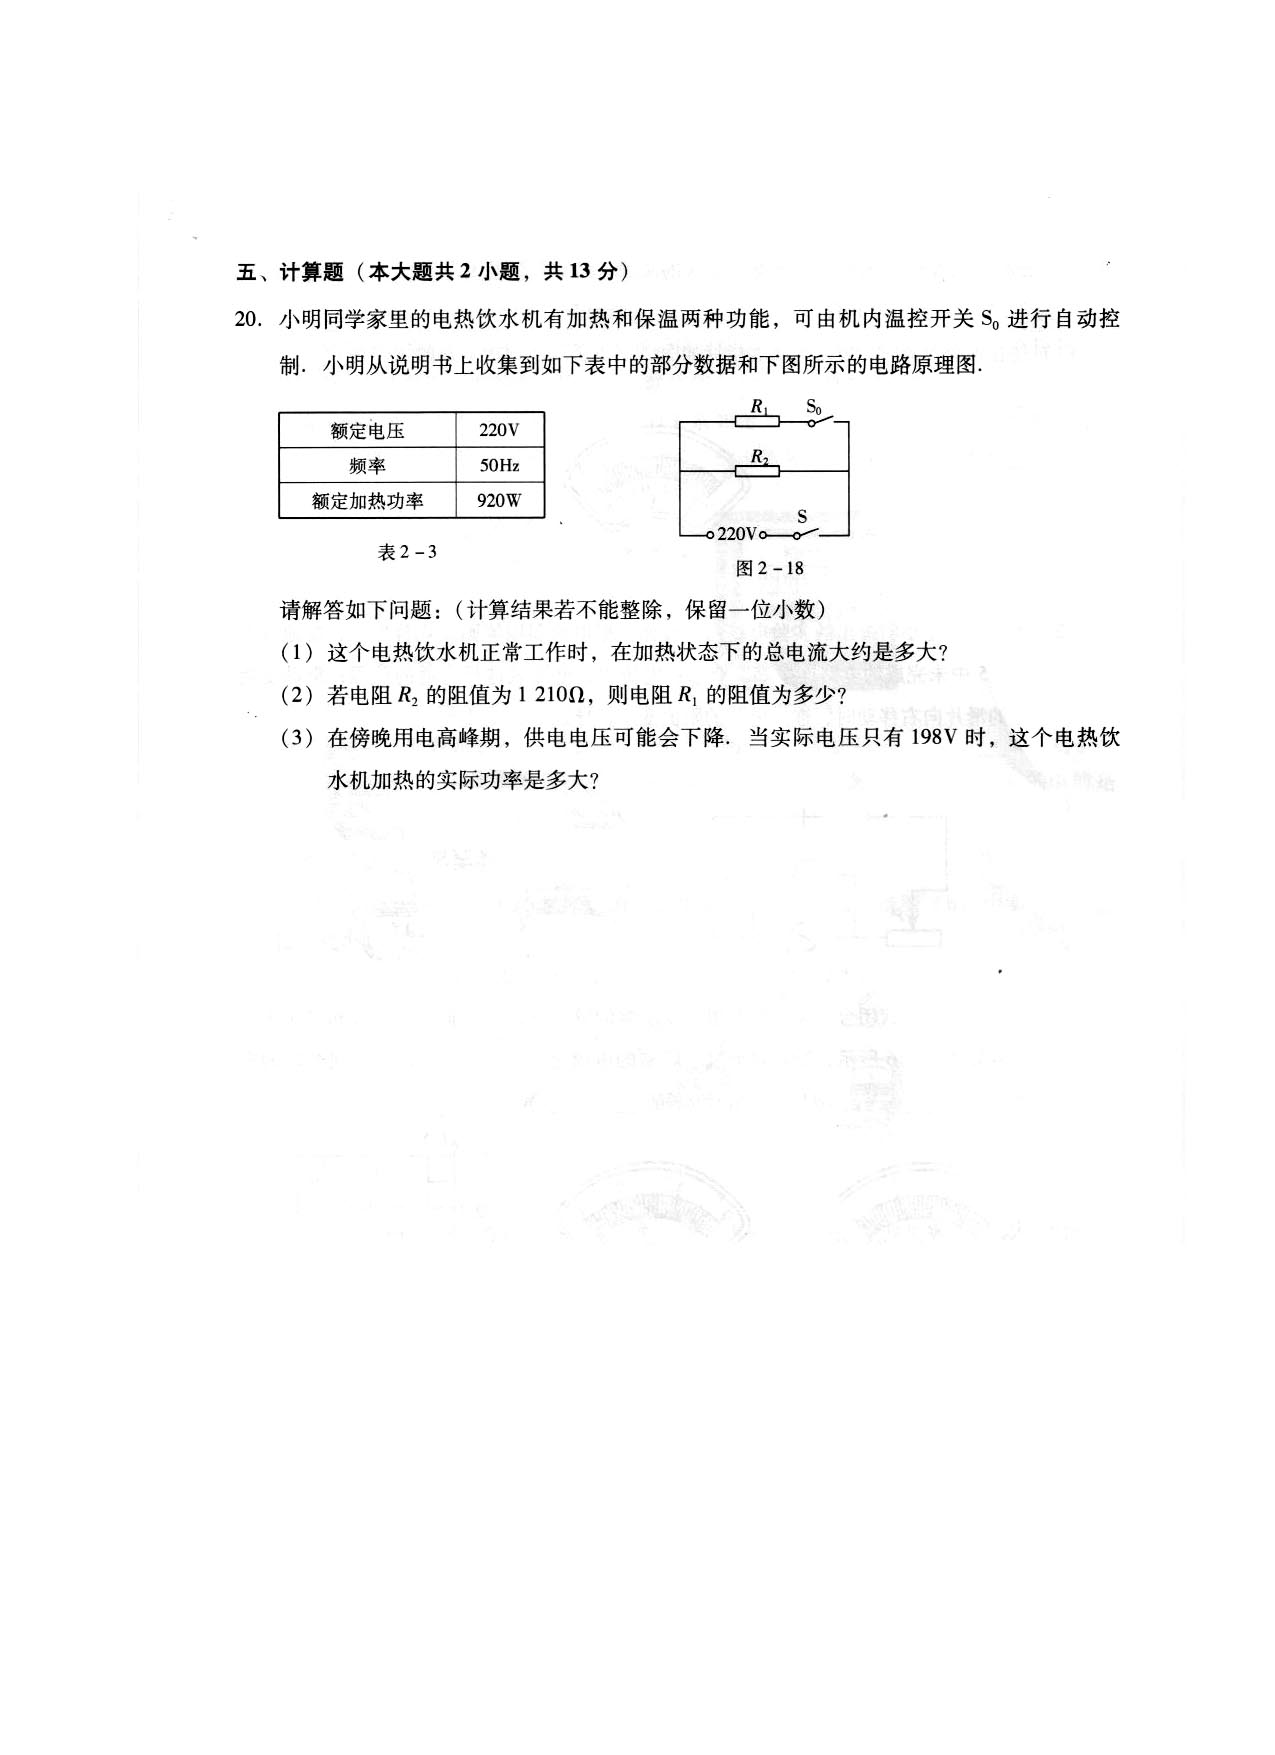 五、计算题（本大题共2小题，共13分）
20. 小明同学家里的电热饮水机有加热和保温两种功能，可由机内温控开关 S₀ 进行自动控
制. 小明从说明书上收集到如下表中的部分数据和下图所示的电路原理图.
额定电压 220V
频率 50Hz
额定加热功率 920W
表2-3
R₁ S₀
R₂
S
220V
图2-18
请解答如下问题：（计算结果若不能整除，保留一位小数）
（1）这个电热饮水机正常工作时，在加热状态下的总电流大约是多大？
（2）若电阻 R₂ 的阻值为 1 210Ω，则电阻 R₁ 的阻值为多少？
（3）在傍晚用电高峰期，供电电压可能会下降. 当实际电压只有 198V 时，这个电热饮
水机加热的实际功率是多大？